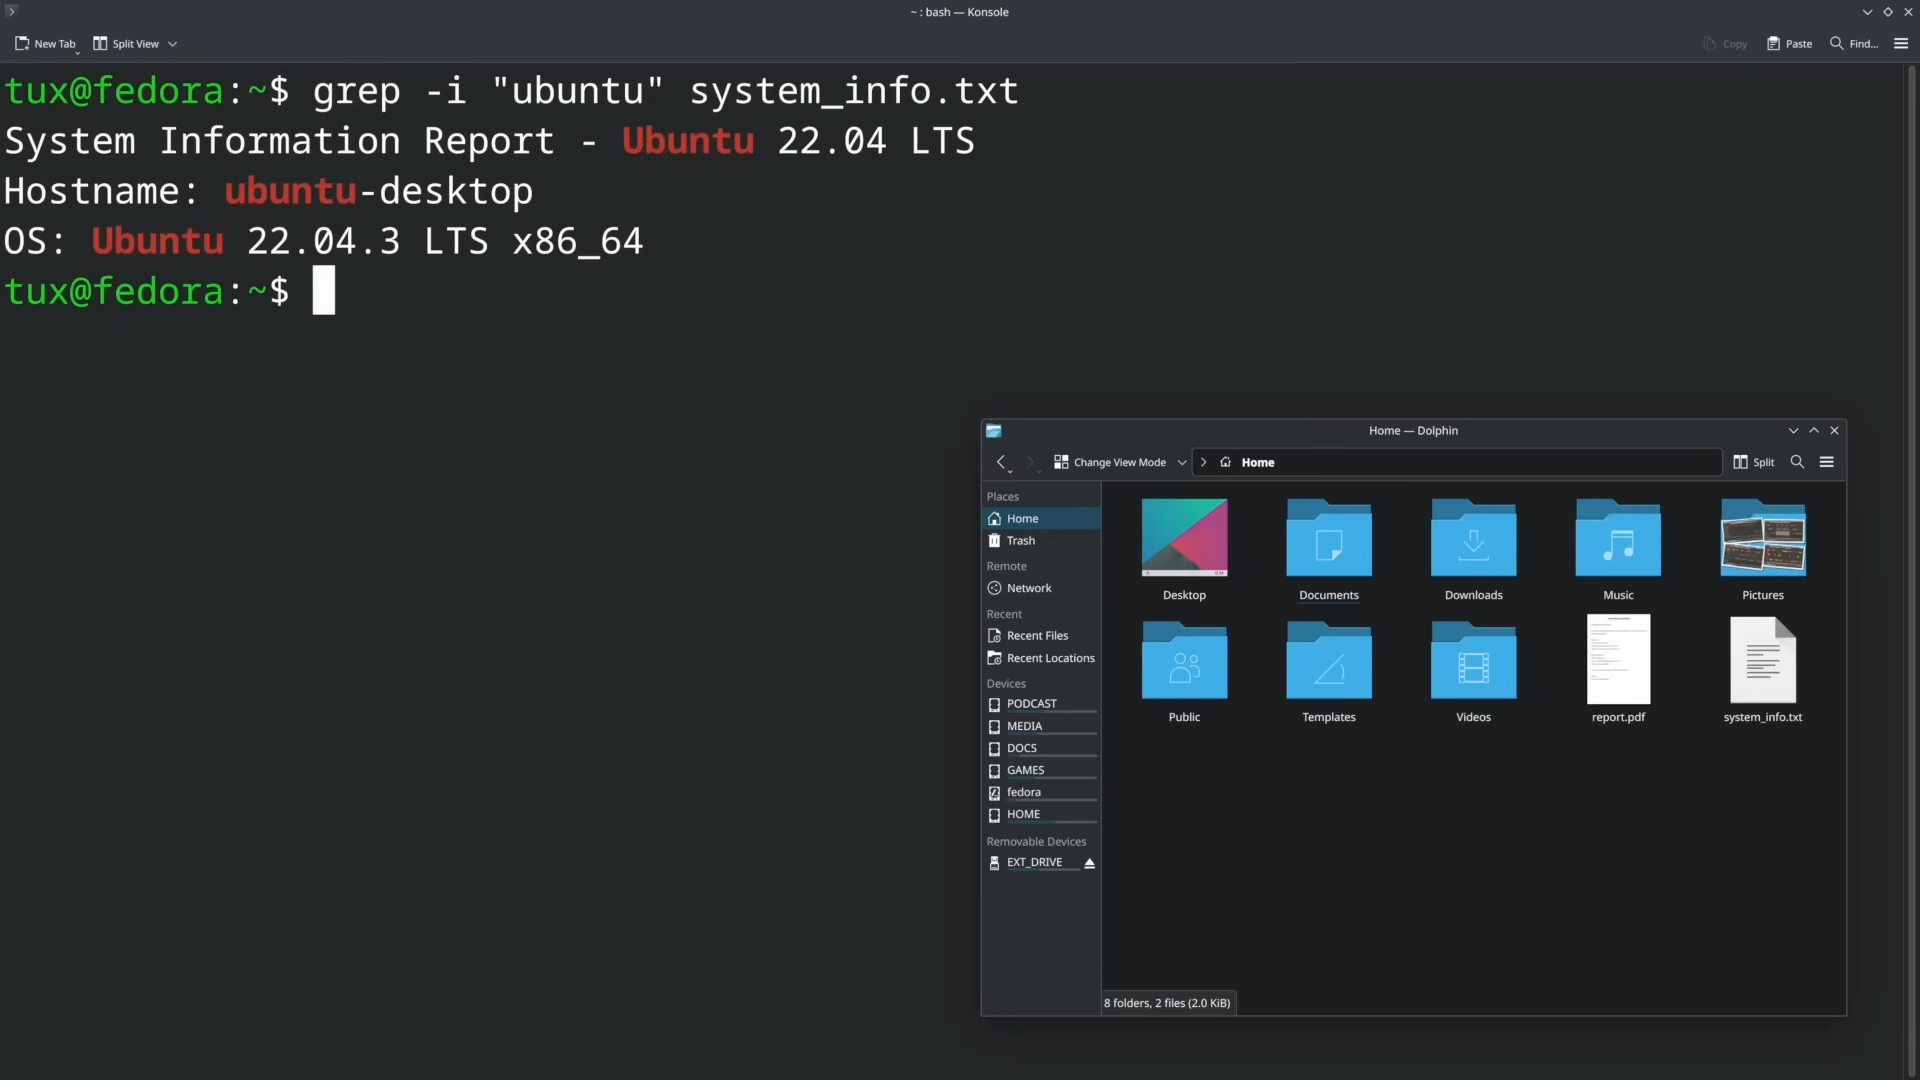 ~ : bash — Konsole
New Tab
Split View
Copy
Paste
Find...
tux@fedora:~$ grep -i "ubuntu" system_info.txt
System Information Report - Ubuntu 22.04 LTS
Hostname: ubuntu-desktop
OS: Ubuntu 22.04.3 LTS x86_64
tux@fedora:~$
Home — Dolphin
Change View Mode
Home
Split
Places
Home
Trash
Remote
Network
Recent
Recent Files
Recent Locations
Devices
PODCAST
MEDIA
DOCS
GAMES
fedora
HOME
Removable Devices
EXT_DRIVE
Desktop
Documents
Downloads
Music
Pictures
Public
Templates
Videos
report.pdf
system_info.txt
8 folders, 2 files (2.0 KiB)